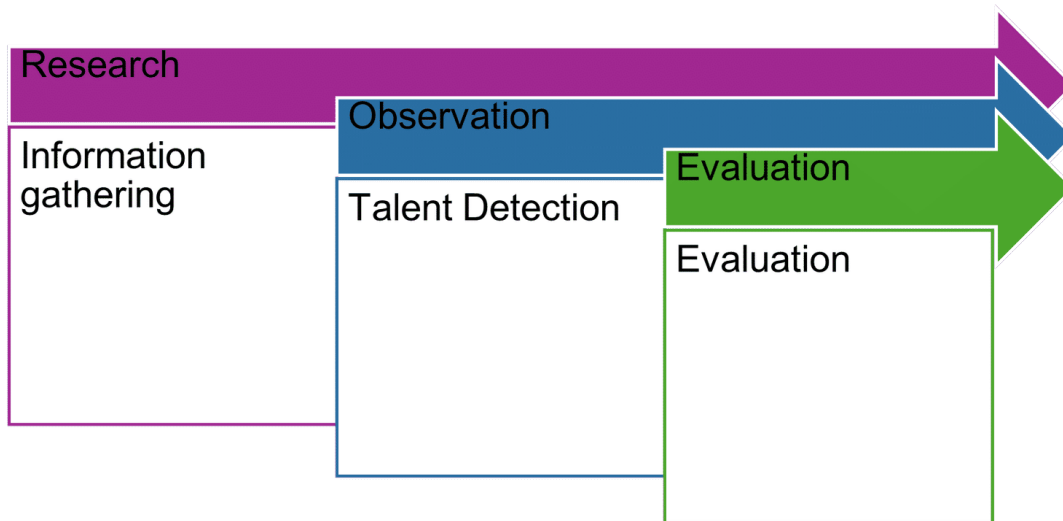 Research
Information
gathering
Observation
Talent Detection
Evaluation
Evaluation